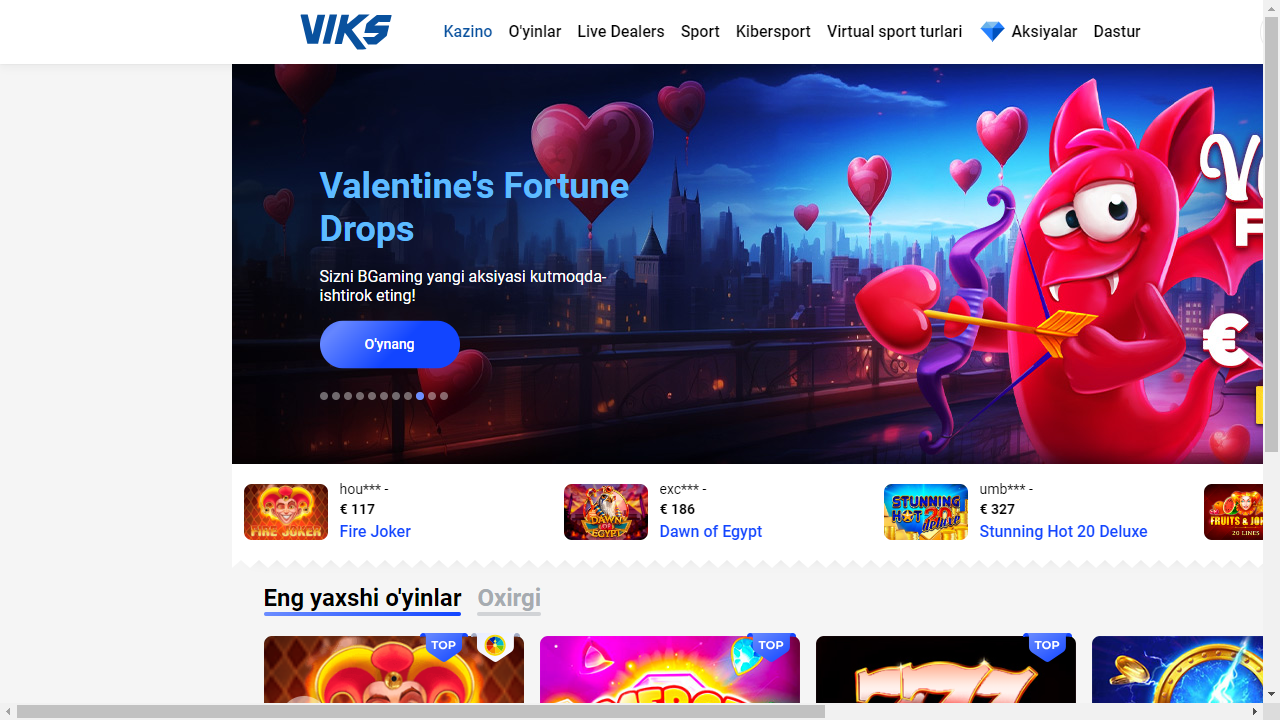 VIKS
Kazino O'yinlar Live Dealers Sport Kibersport Virtual sport turlari Aksiyalar Dastur
Valentine's Fortune
Drops
Sizni BGaming yangi aksiyasi kutmoqda-
ishtirok eting!
O'ynang
€
hou*** -
€ 117
Fire Joker
FIRE JOKER
exc*** -
€ 186
Dawn of Egypt
DAWN OF EGYPT
umb*** -
€ 327
Stunning Hot 20 Deluxe
STUNNING HOT 20 deluxe
20 LINES
Eng yaxshi o'yinlar Oxirgi
TOP TOP TOP
777